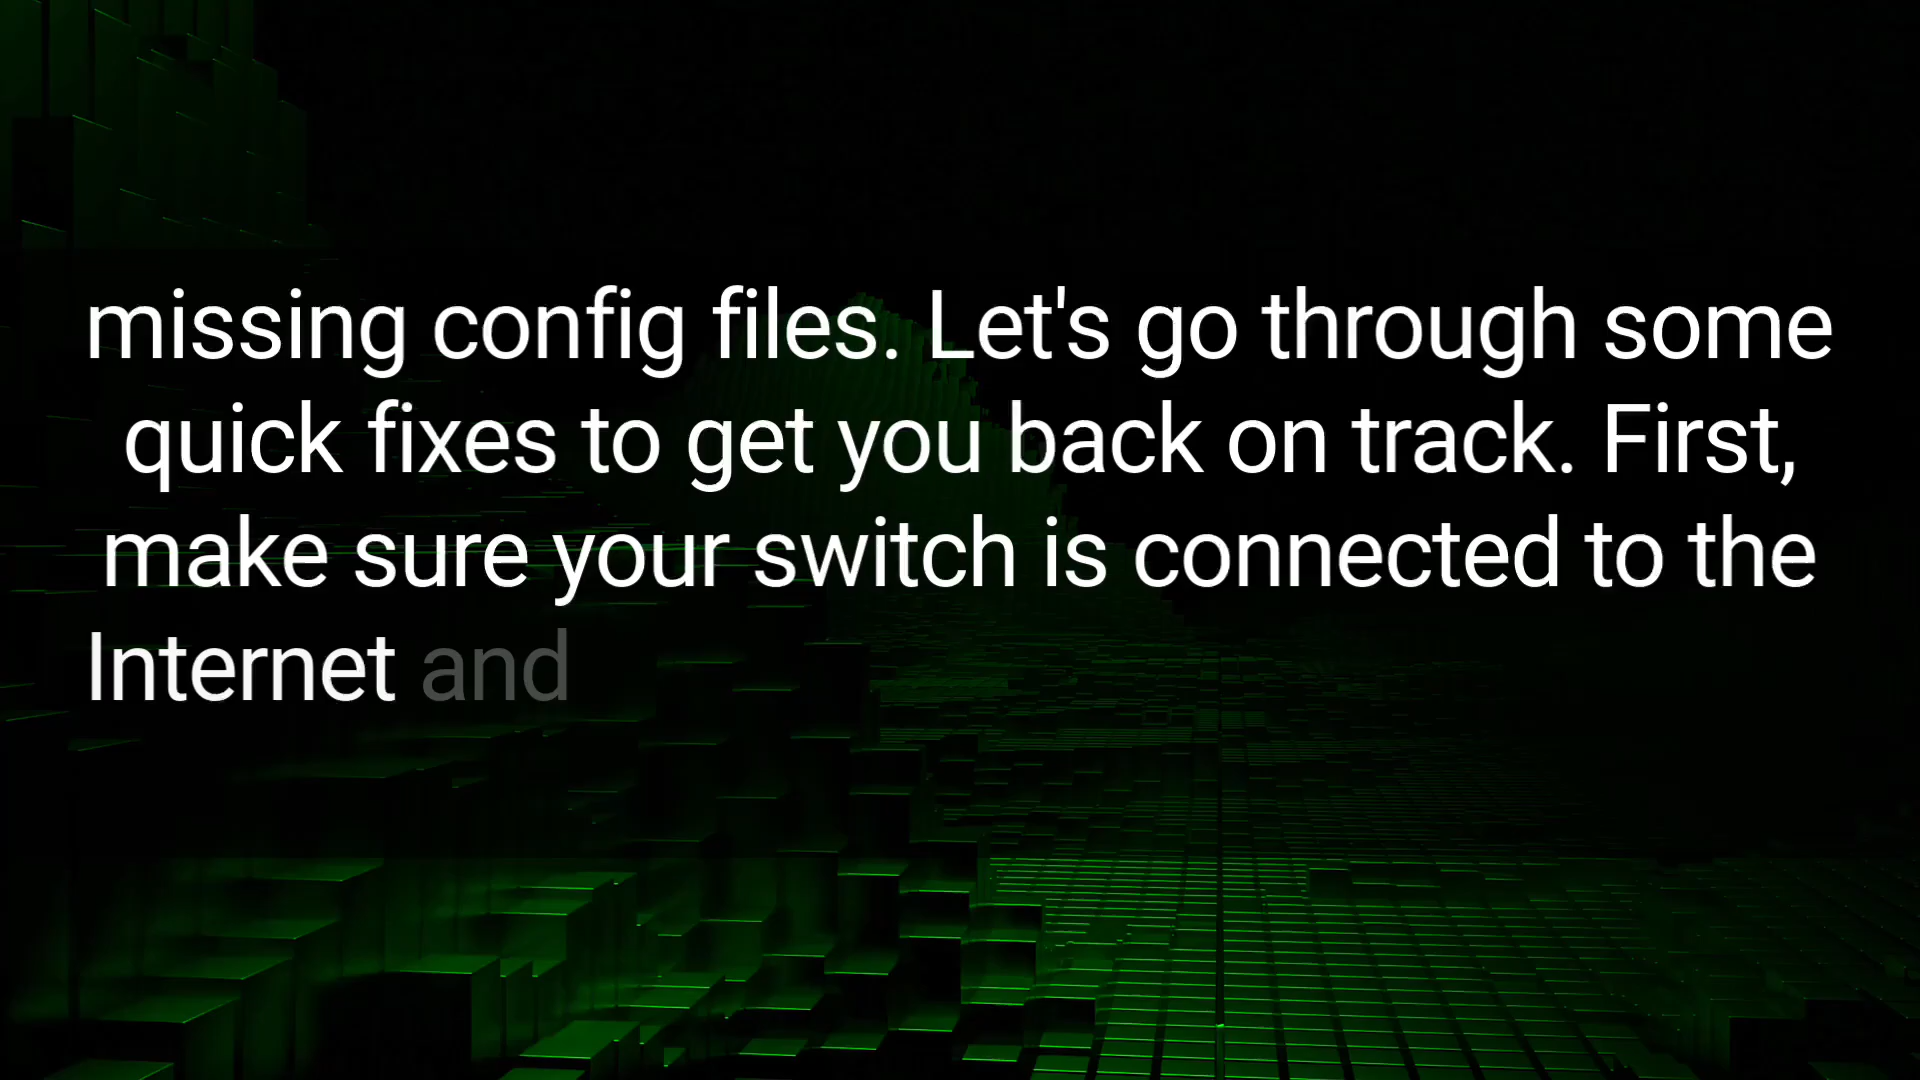 missing config files. Let's go through some
quick fixes to get you back on track. First,
make sure your switch is connected to the
Internet and